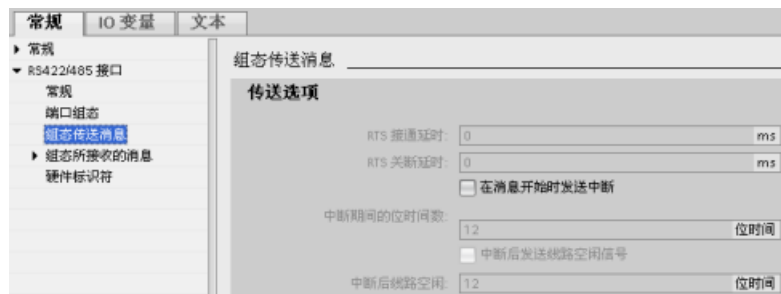 常规 IO 变量 文本
常规
RS422/485 接口
常规
端口组态
组态传送消息
组态所接收的消息
硬件标识符
组态传送消息
传送选项
RTS 接通延时: 0 ms
RTS 关断延时: 0 ms
在消息开始时发送中断
中断期间的位时间数:
12 位时间
中断后发送线路空闲信号
中断后线路空闲: 12 位时间